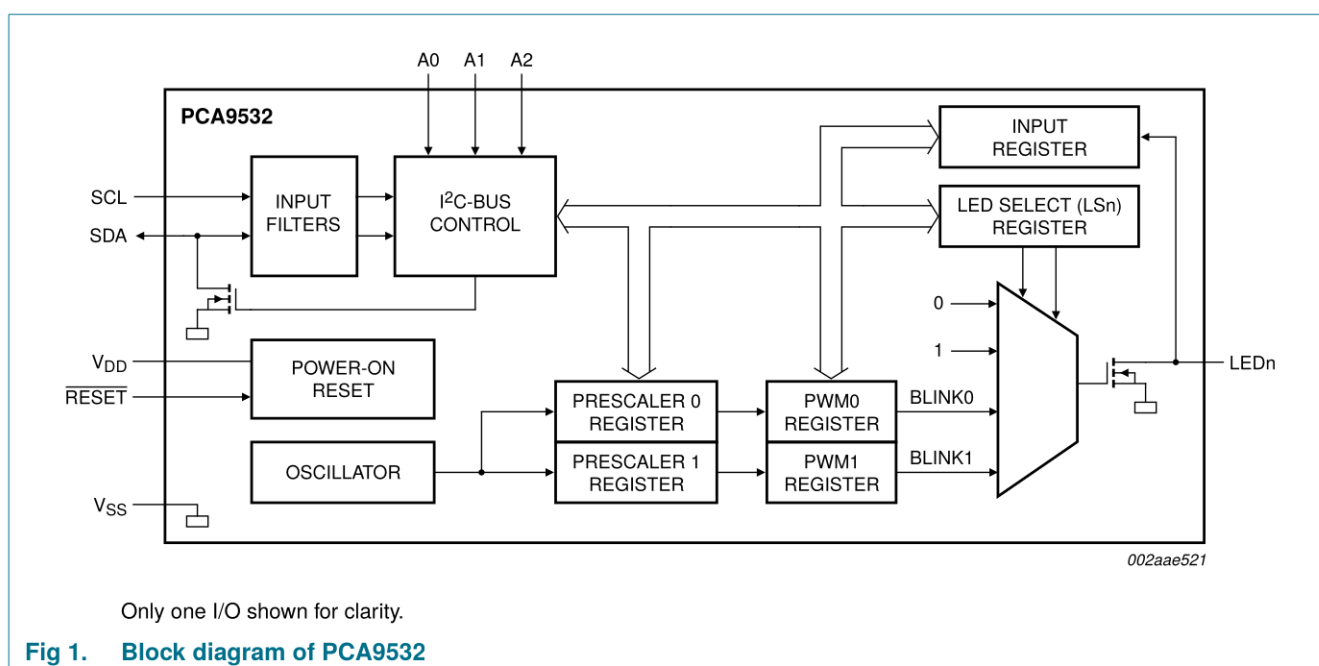 A0 A1 A2
PCA9532
INPUT
REGISTER
SCL
INPUT
FILTERS
I²C-BUS
CONTROL
LED SELECT (LSn)
REGISTER
SDA
0
VDD
POWER-ON
RESET
1
LEDn
RESET
PRESCALER 0
REGISTER
PWM0
REGISTER
BLINK0
OSCILLATOR
PRESCALER 1
REGISTER
PWM1
REGISTER
BLINK1
VSS
002aae521
Only one I/O shown for clarity.
Fig 1. Block diagram of PCA9532